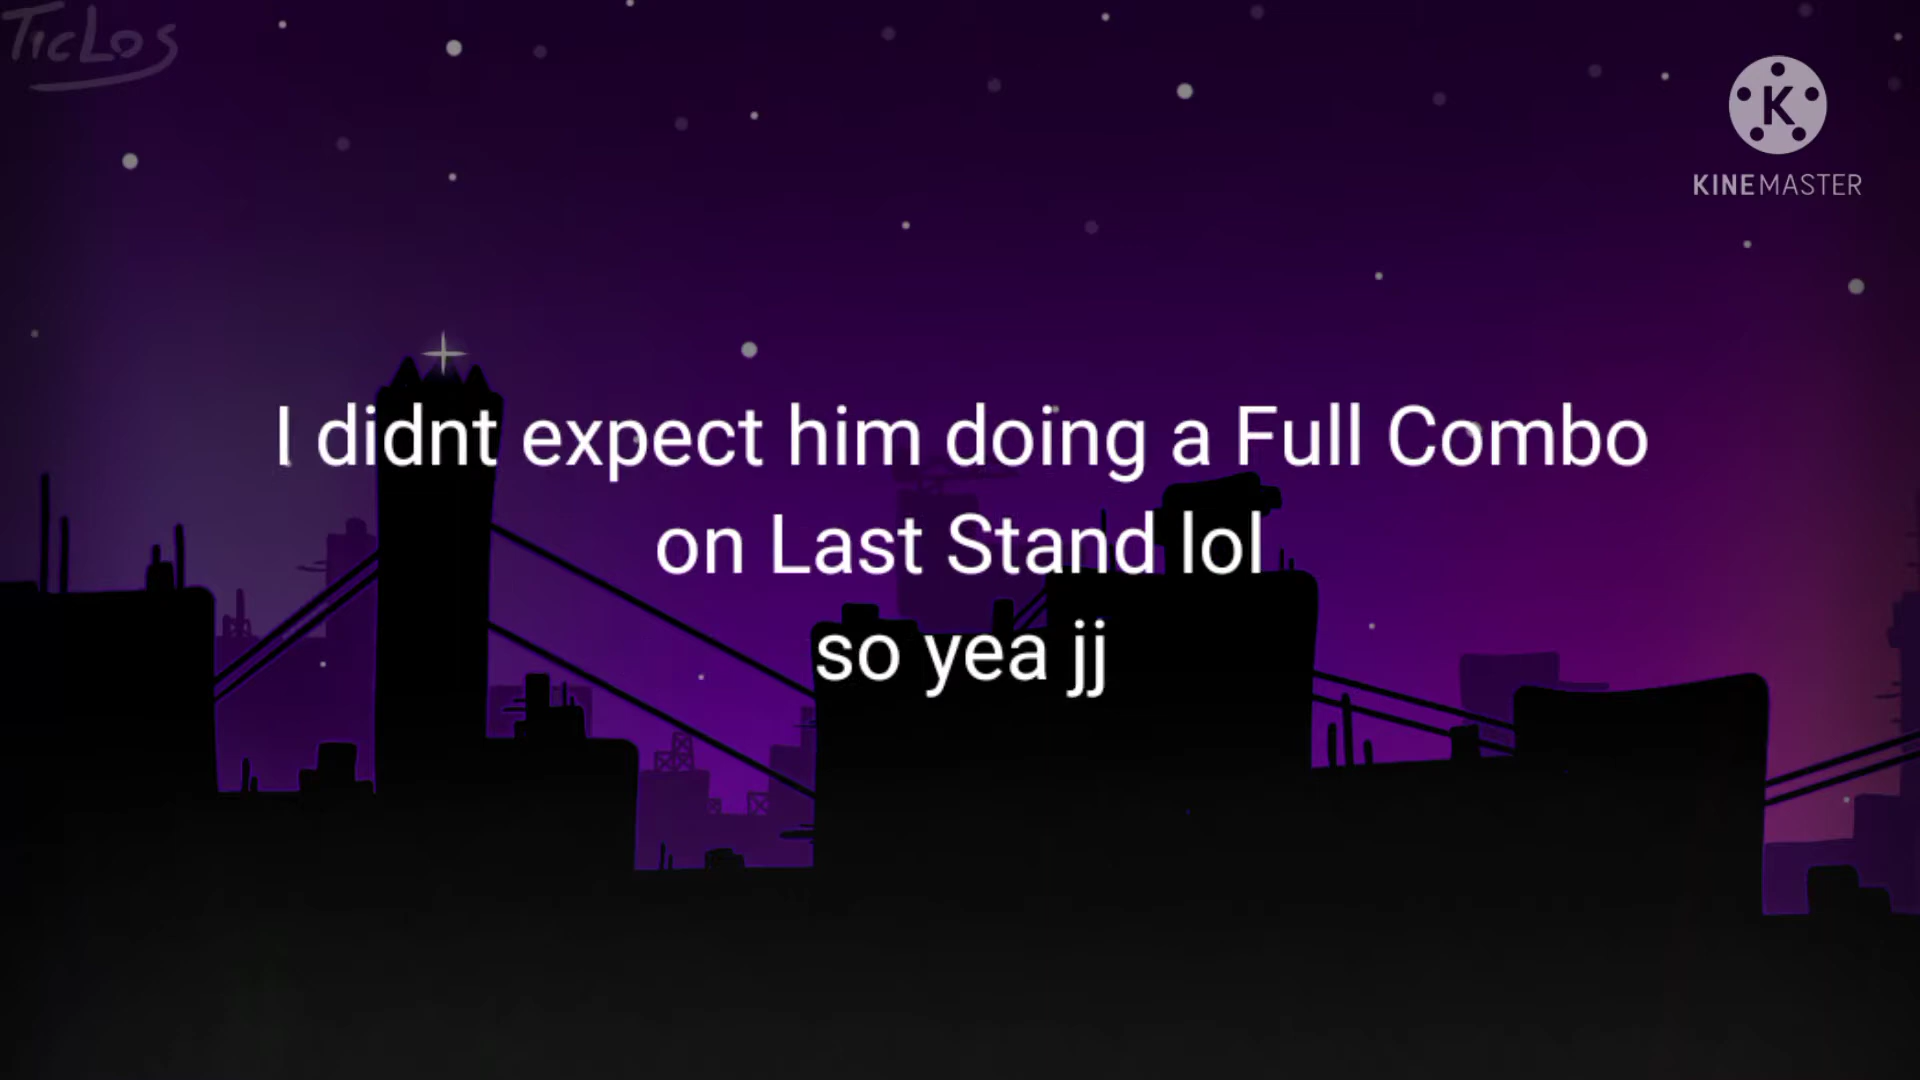 TicLos
K
KINEMASTER
I didnt expect him doing a Full Combo
on Last Stand lol
so yea jj